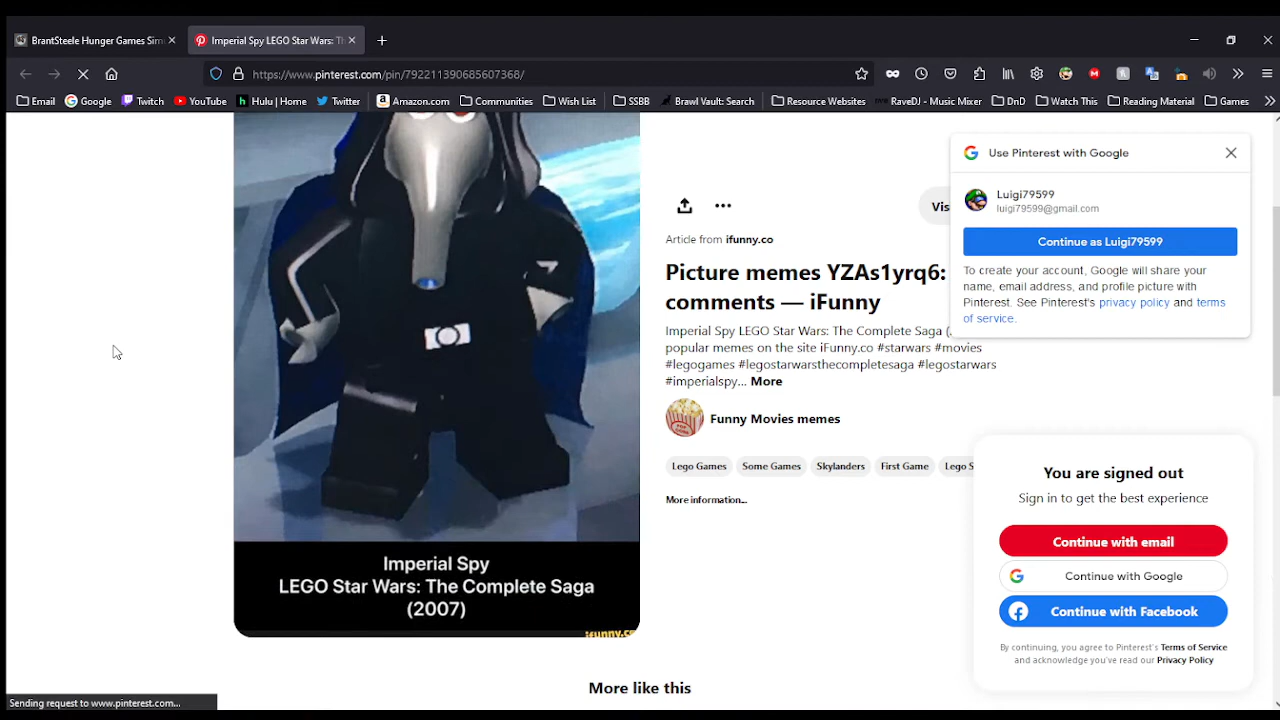 BrantSteele Hunger Games Sim
Imperial Spy LEGO Star Wars: Th
https://www.pinterest.com/pin/792211390685607368/
Email Google Twitch YouTube Hulu | Home Twitter Amazon.com Communities Wish List SSBB Brawl Vault: Search Resource Websites RaveDJ - Music Mixer DnD Watch This Reading Material Games
Use Pinterest with Google
Luigi79599
luigi79599@gmail.com
Continue as Luigi79599
To create your account, Google will share your
name, email address, and profile picture with
Pinterest. See Pinterest's privacy policy and terms
of service.
Vis
Article from ifunny.co
Picture memes YZAs1yrq6:
comments — iFunny
Imperial Spy LEGO Star Wars: The Complete Saga (
popular memes on the site iFunny.co #starwars #movies
#legogames #legostarwarsthecompletesaga #legostarwars
#imperialspy... More
Funny Movies memes
Lego Games Some Games Skylanders First Game Lego S
More information...
You are signed out
Sign in to get the best experience
Continue with email
Continue with Google
Continue with Facebook
By continuing, you agree to Pinterest's Terms of Service
and acknowledge you've read our Privacy Policy
Imperial Spy
LEGO Star Wars: The Complete Saga
(2007)
ifunny.co
More like this
Sending request to www.pinterest.com...